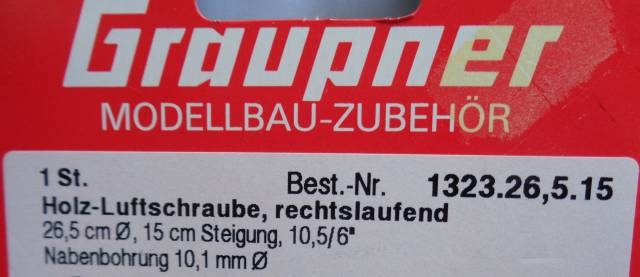 Graupner
MODELLBAU-ZUBEHÖR
1 St. Best.-Nr. 1323.26,5.15
Holz-Luftschraube, rechtslaufend
26,5 cm Ø, 15 cm Steigung, 10,5/6"
Nabenbohrung 10,1 mm Ø